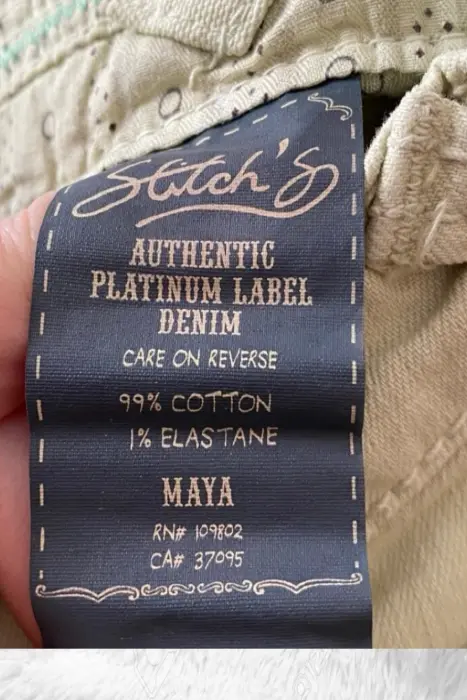 Stitch's
AUTHENTIC
PLATINUM LABEL
DENIM
CARE ON REVERSE
99% COTTON
1% ELASTANE
MAYA
RN# 109802
CA# 37095